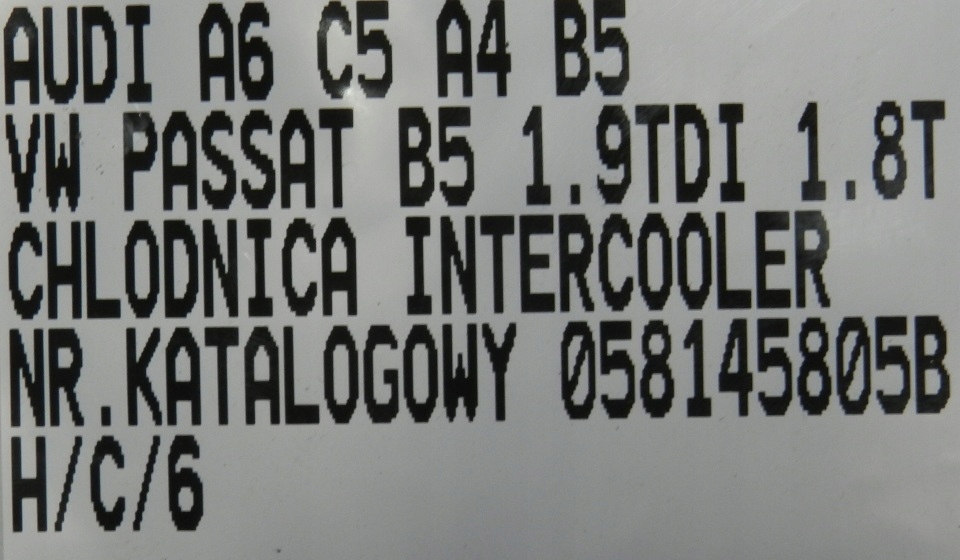 AUDI A6 C5 A4 B5
VW PASSAT B5 1.9TDI 1.8T
CHLODNICA INTERCOOLER
NR.KATALOGOWY 058145805B
H/C/6